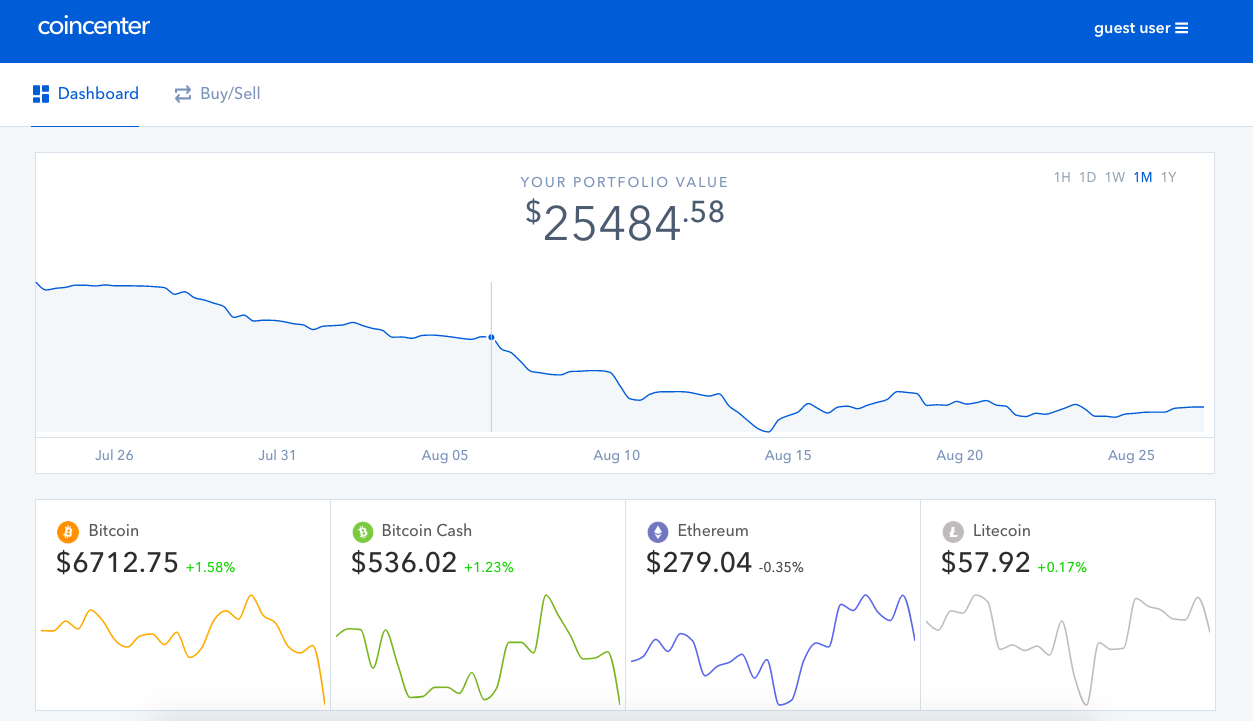 coincenter
guest user
Dashboard
Buy/Sell
YOUR PORTFOLIO VALUE
1H 1D 1W 1M 1Y
$25484.58
Jul 26 Jul 31 Aug 05 Aug 10 Aug 15 Aug 20 Aug 25
Bitcoin
$6712.75 +1.58%
Bitcoin Cash
$536.02 +1.23%
Ethereum
$279.04 -0.35%
Litecoin
$57.92 +0.17%